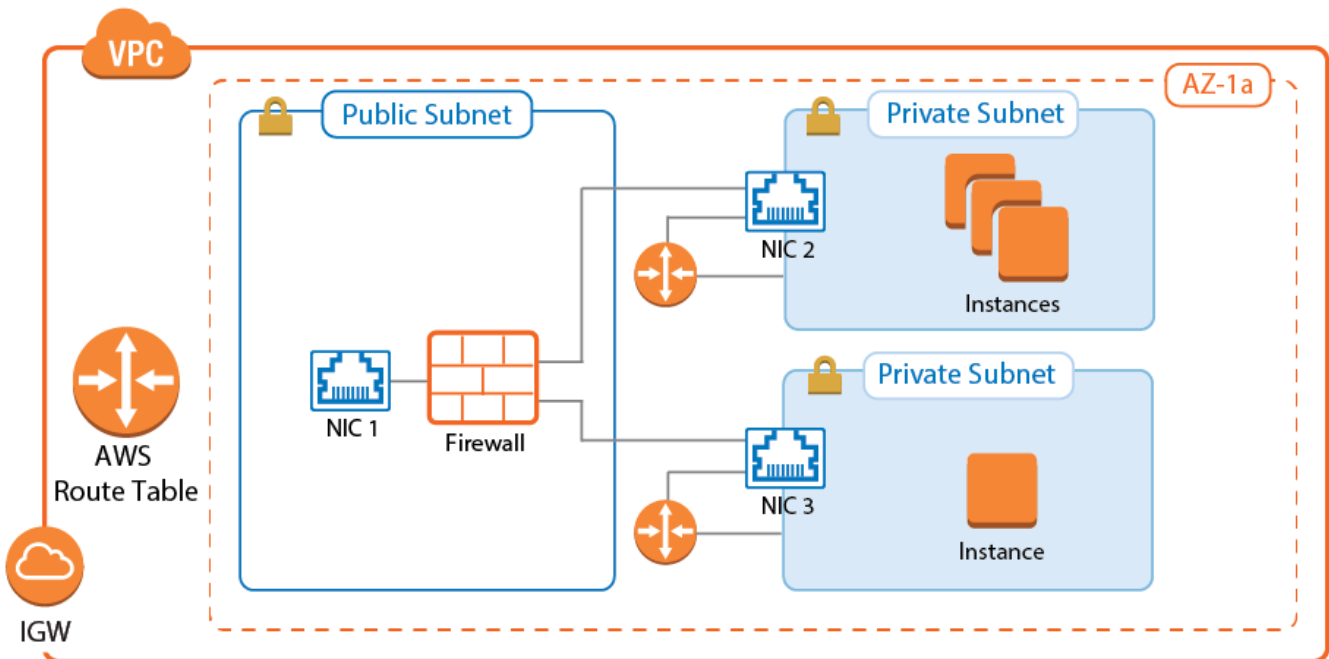 VPC
AZ-1a
Public Subnet
Private Subnet
NIC 2
Instances
NIC 1
Firewall
Private Subnet
NIC 3
Instance
AWS
Route Table
IGW